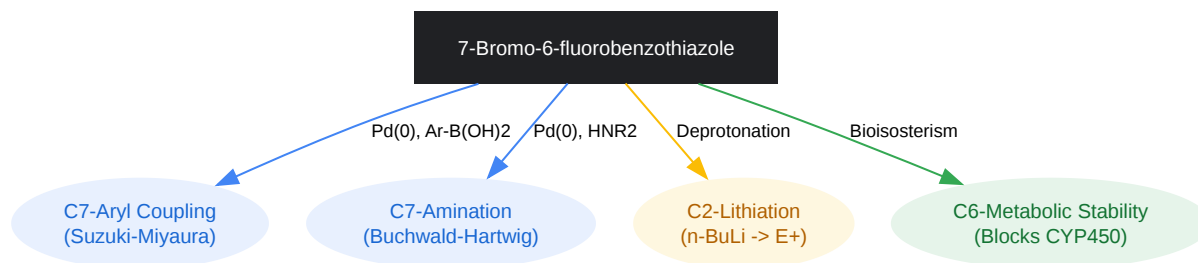 7-Bromo-6-fluorobenzothiazole
Pd(0), Ar-B(OH)2
Pd(0), HNR2
Deprotonation
Bioisosterism
C7-Aryl Coupling
(Suzuki-Miyaura)
C7-Amination
(Buchwald-Hartwig)
C2-Lithiation
(n-BuLi -> E+)
C6-Metabolic Stability
(Blocks CYP450)